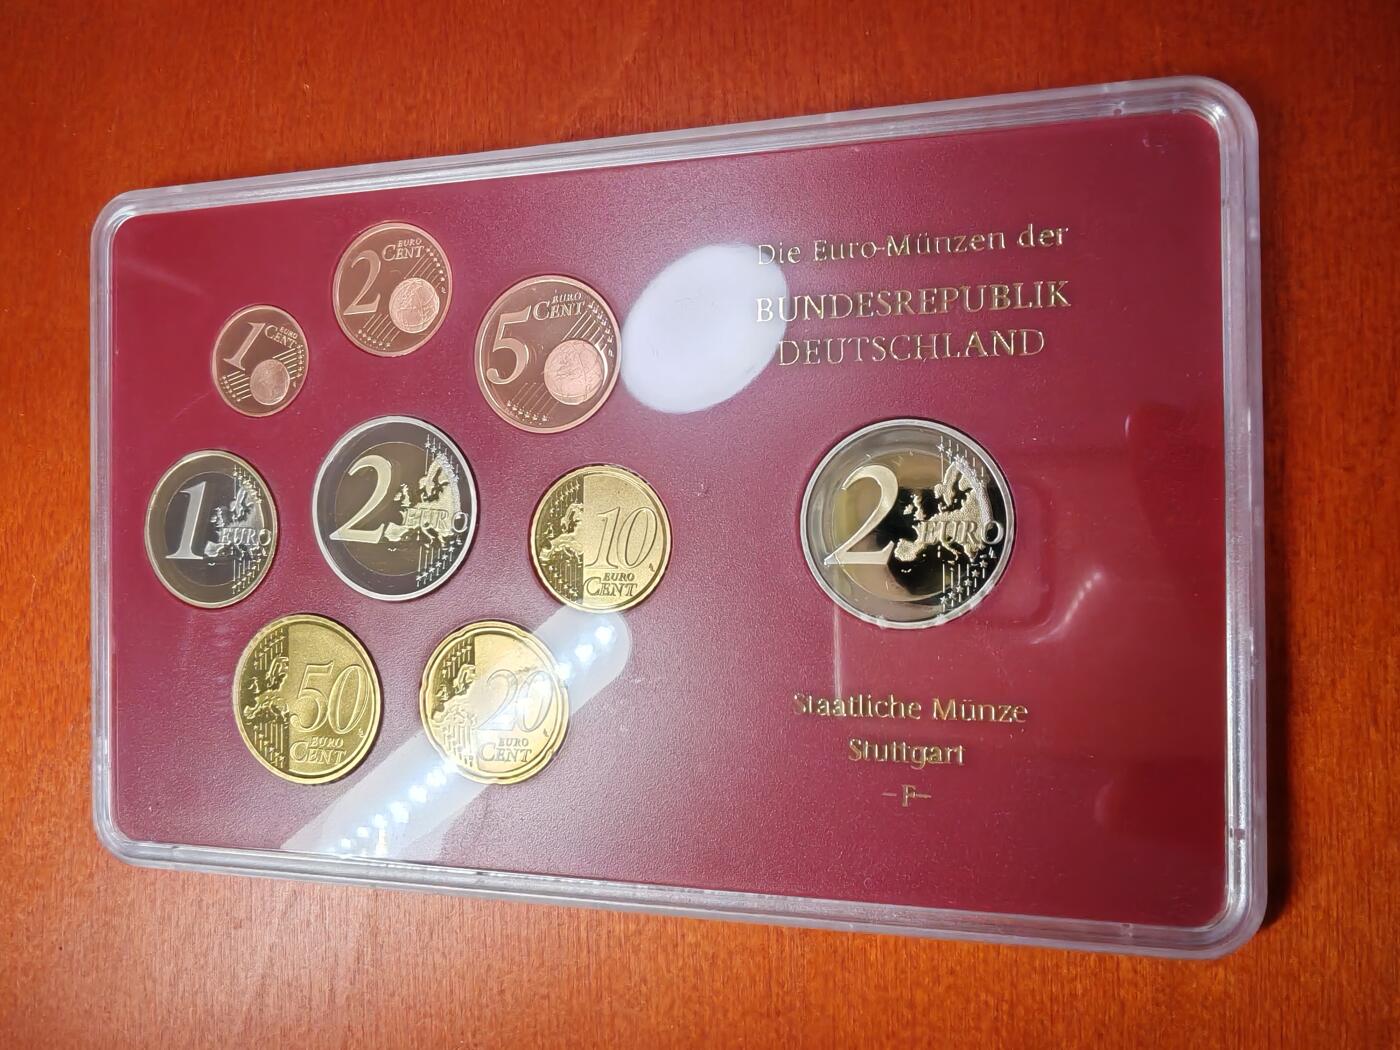 Die Euro-Münzen der
BUNDESREPUBLIK
DEUTSCHLAND
2 EURO CENT
1 EURO CENT
5 EURO CENT
1 EURO
2 EURO
10 EURO CENT
2 EURO
50 EURO CENT
20 EURO CENT
Staatliche Münze
Stuttgart
-F-